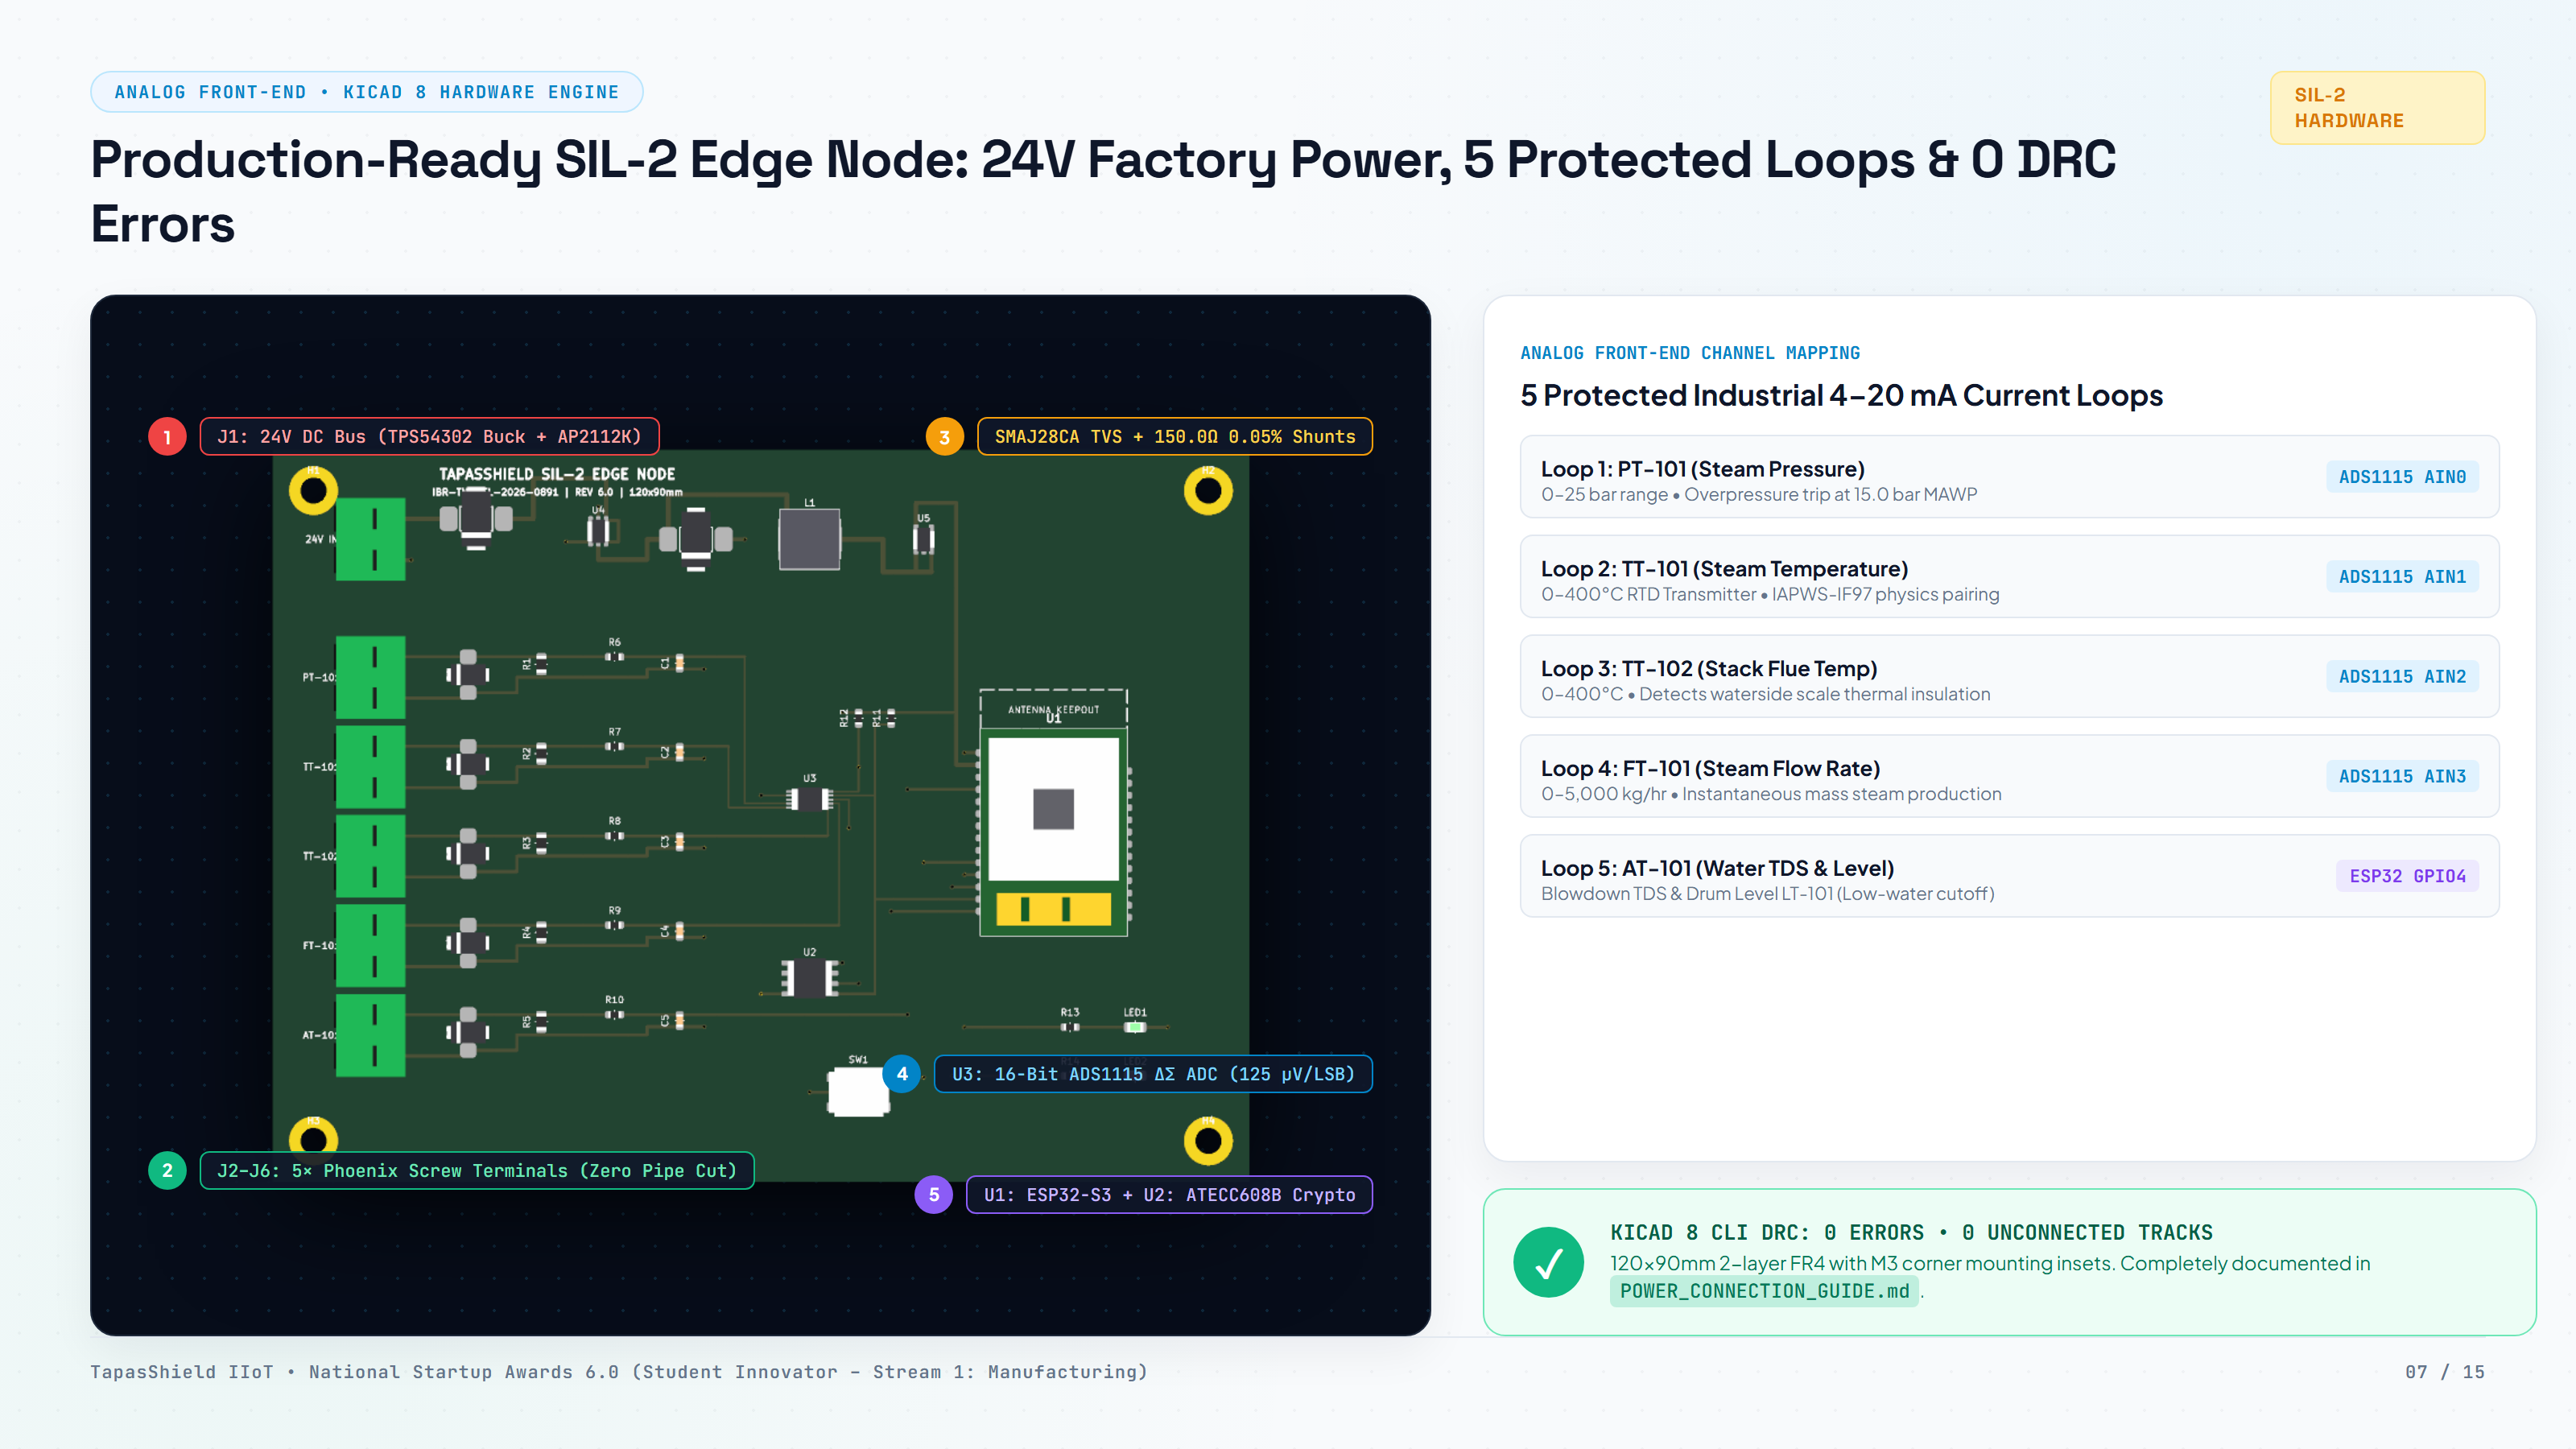 ANALOG FRONT-END • KICAD 8 HARDWARE ENGINE
SIL-2
HARDWARE
Production-Ready SIL-2 Edge Node: 24V Factory Power, 5 Protected Loops & 0 DRC
Errors
1 J1: 24V DC Bus (TPS54302 Buck + AP2112K)
3 SMAJ28CA TVS + 150.0Ω 0.05% Shunts
H1
TAPASSHIELD SIL-2 EDGE NODE
-2026-0891 | REV 6.0 | 120x90mm
H2
L1
U4
U5
24V IN
R6
PT-10
R1
C1
ANTENNA KEEPOUT
U1
R12
R11
R7
TT-10
R2
C2
U3
R8
TT-10
R3
C3
R9
FT-10
R4
C4
U2
R10
AT-10
R5
C5
R13
LED1
SW1
4 U3: 16-Bit ADS1115 ΔΣ ADC (125 µV/LSB)
H3
H4
2 J2-J6: 5× Phoenix Screw Terminals (Zero Pipe Cut)
5 U1: ESP32-S3 + U2: ATECC608B Crypto
ANALOG FRONT-END CHANNEL MAPPING
5 Protected Industrial 4–20 mA Current Loops
Loop 1: PT-101 (Steam Pressure)
0–25 bar range • Overpressure trip at 15.0 bar MAWP
ADS1115 AIN0
Loop 2: TT-101 (Steam Temperature)
0–400°C RTD Transmitter • IAPWS-IF97 physics pairing
ADS1115 AIN1
Loop 3: TT-102 (Stack Flue Temp)
0–400°C • Detects waterside scale thermal insulation
ADS1115 AIN2
Loop 4: FT-101 (Steam Flow Rate)
0–5,000 kg/hr • Instantaneous mass steam production
ADS1115 AIN3
Loop 5: AT-101 (Water TDS & Level)
Blowdown TDS & Drum Level LT-101 (Low-water cutoff)
ESP32 GPIO4
KICAD 8 CLI DRC: 0 ERRORS • 0 UNCONNECTED TRACKS
120×90mm 2-layer FR4 with M3 corner mounting insets. Completely documented in
POWER_CONNECTION_GUIDE.md .
TapasShield IIoT • National Startup Awards 6.0 (Student Innovator – Stream 1: Manufacturing)
07 / 15